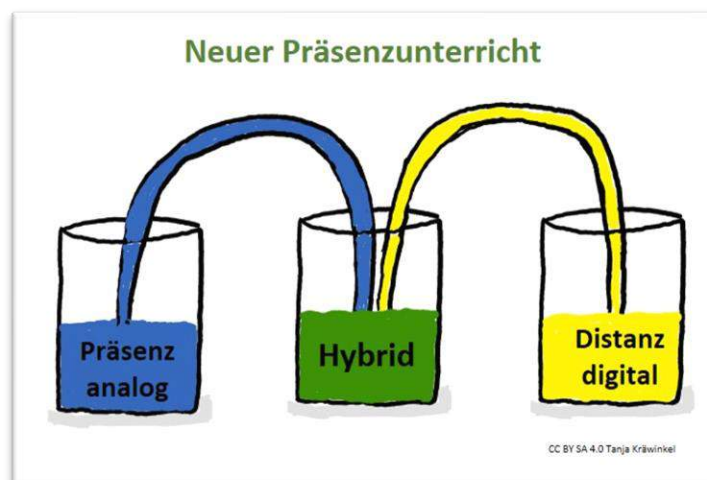 Neuer Präsenzunterricht
Präsenz
analog
Hybrid
Distanz
digital
CC BY SA 4.0 Tanja Kräwinkel